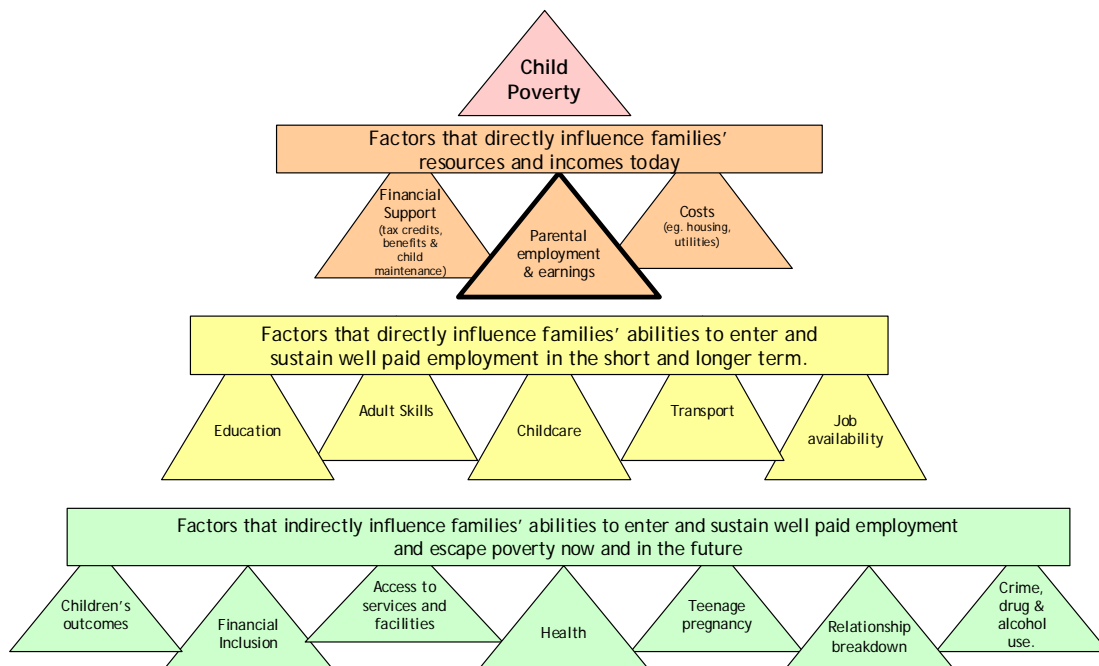 Child
Poverty
Factors that directly influence families'
resources and incomes today
Financial
Support
(tax credits,
benefits &
child
maintenance)
Parental
employment
& earnings
Costs
(eg. housing,
utilities)
Factors that directly influence families' abilities to enter and
sustain well paid employment in the short and longer term.
Education
Adult Skills
Childcare
Transport
Job
availability
Factors that indirectly influence families' abilities to enter and sustain well paid employment
and escape poverty now and in the future
Children's
outcomes
Financial
Inclusion
Access to
services and
facilities
Health
Teenage
pregnancy
Relationship
breakdown
Crime,
drug &
alcohol
use.